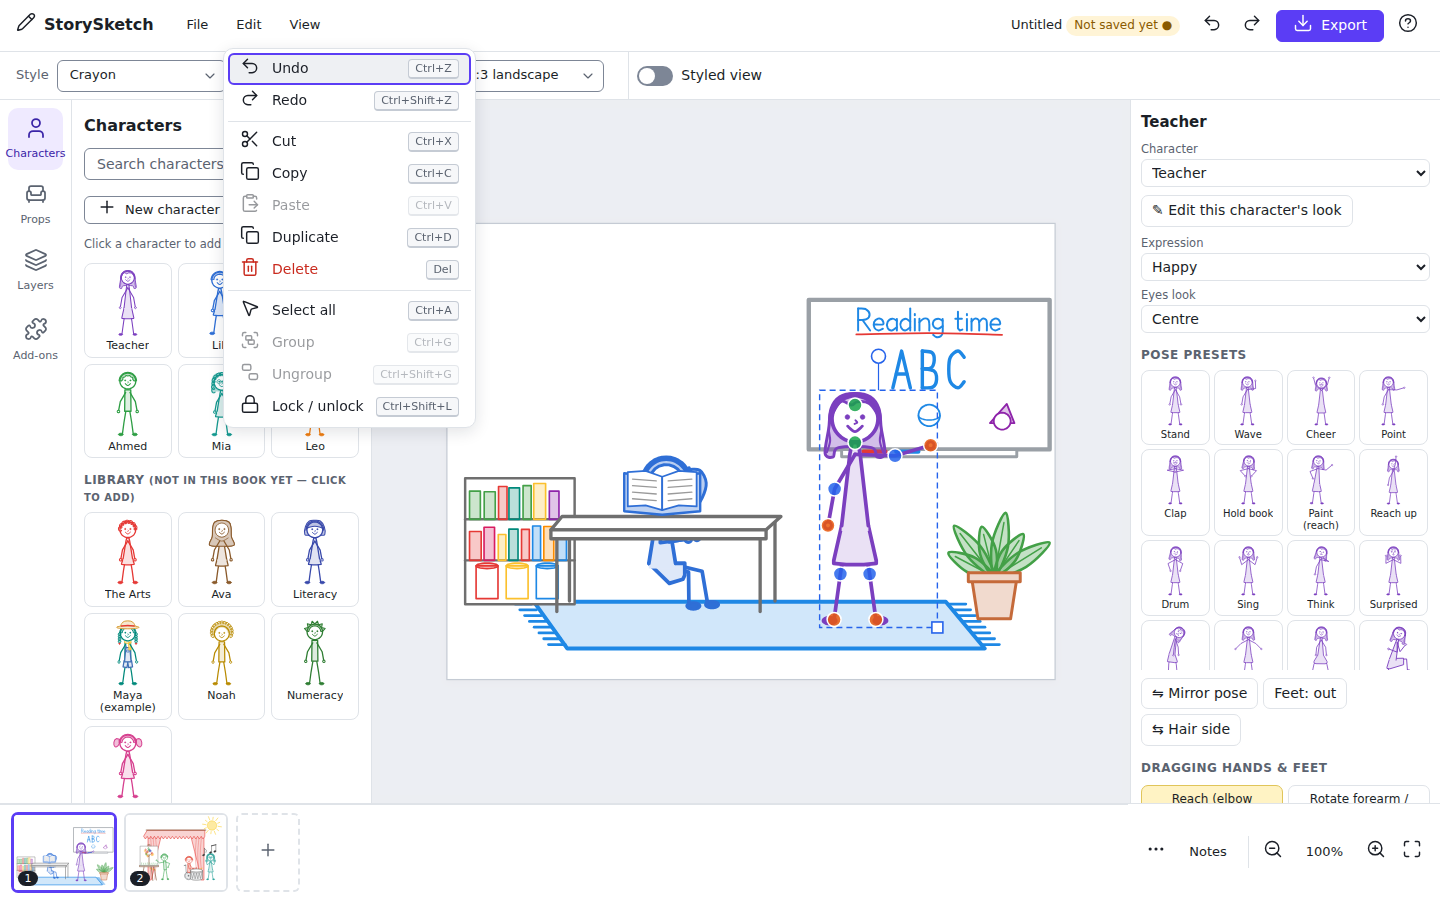 StorySketch
File Edit View
Untitled Not saved yet
Export
Style Crayon
:3 landscape
Styled view
Undo Ctrl+Z
Redo Ctrl+Shift+Z
Cut Ctrl+X
Copy Ctrl+C
Paste Ctrl+V
Duplicate Ctrl+D
Delete Del
Select all Ctrl+A
Group Ctrl+G
Ungroup Ctrl+Shift+G
Lock / unlock Ctrl+Shift+L
Characters
Props
Layers
Add-ons
Characters
Search characters
New character
Click a character to add
Teacher
Ahmed Mia Leo
LIBRARY (NOT IN THIS BOOK YET — CLICK
TO ADD)
The Arts Ava Literacy
Maya
(example)
Noah Numeracy
Reading time
ABC
Teacher
Character
Teacher
✎ Edit this character's look
Expression
Happy
Eyes look
Centre
POSE PRESETS
Stand Wave Cheer Point
Clap Hold book Paint
(reach)
Reach up
Drum Sing Think Surprised
⇋ Mirror pose Feet: out
⇆ Hair side
DRAGGING HANDS & FEET
Reach (elbow Rotate forearm /
Reading time
ABC
1 2
Notes 100%